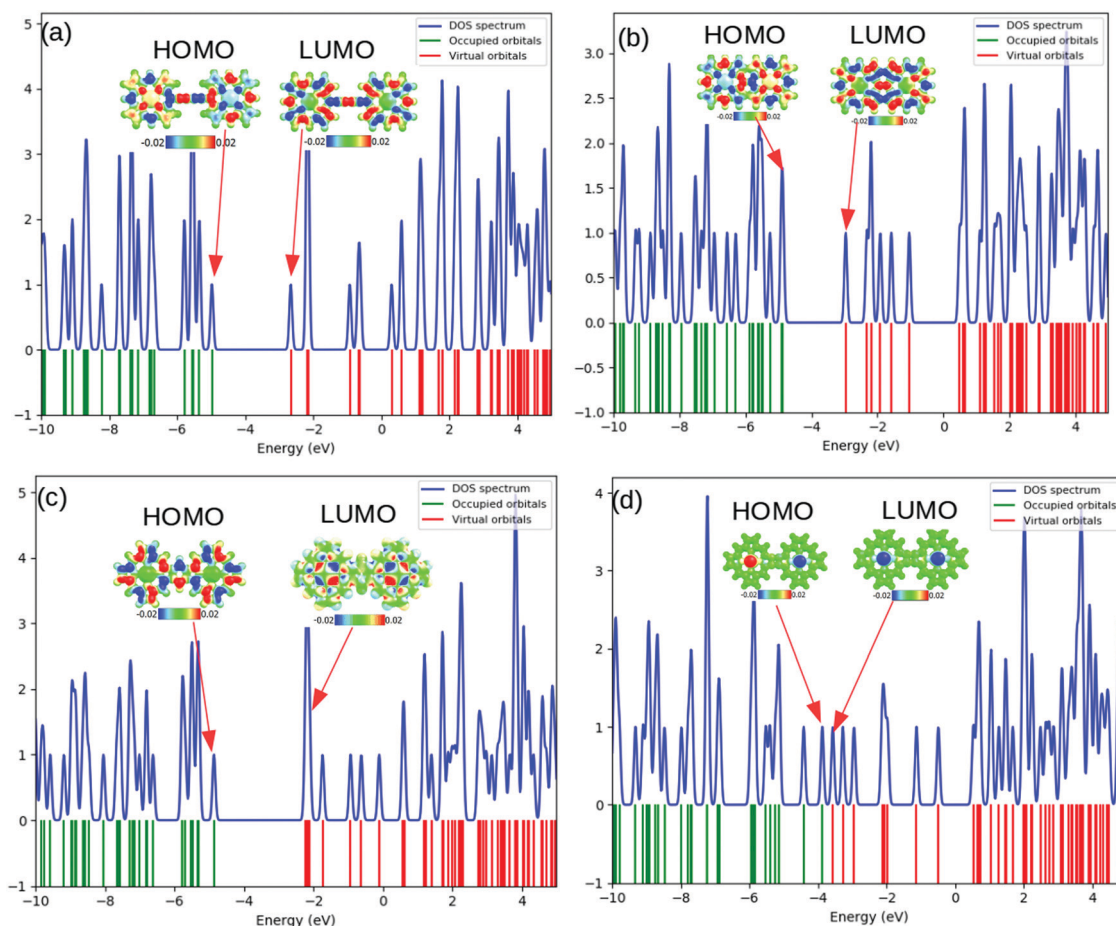 (a)
HOMO
LUMO
-0.02
0.02
-0.02
0.02
DOS spectrum
Occupied orbitals
Virtual orbitals
5
4
3
2
1
0
−1
−10
−8
−6
−4
−2
0
2
4
Energy (eV)
(b)
HOMO
LUMO
-0.02
0.02
-0.02
0.02
DOS spectrum
Occupied orbitals
Virtual orbitals
3.0
2.5
2.0
1.5
1.0
0.5
0.0
−0.5
−1.0
−10
−8
−6
−4
−2
0
2
4
Energy (eV)
(c)
HOMO
LUMO
-0.02
0.02
-0.02
0.02
DOS spectrum
Occupied orbitals
Virtual orbitals
5
4
3
2
1
0
−1
−10
−8
−6
−4
−2
0
2
4
Energy (eV)
(d)
HOMO
LUMO
-0.02
0.02
-0.02
0.02
DOS spectrum
Occupied orbitals
Virtual orbitals
4
3
2
1
0
−1
−10
−8
−6
−4
−2
0
2
4
Energy (eV)